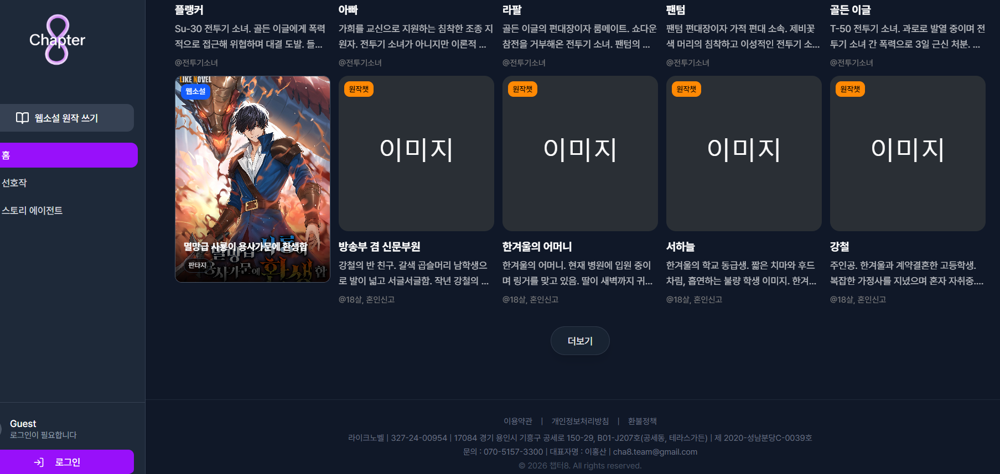 Chapter
웹소설 원작 쓰기
홈
선호작
스토리 에이전트
Guest
로그인이 필요합니다
로그인
플랭커
Su-30 전투기 소녀. 골든 이글에게 폭력
적으로 접근해 위협하며 대결 도발. 들...
@전투기소녀
아빠
가희를 교신으로 지원하는 침착한 조종 지
원자. 전투기 소녀가 아니지만 이론적 ...
@전투기소녀
라팔
골든 이글의 편대장이자 룸메이트. 쇼다운
참전을 거부해온 전투기 소녀. 팬텀의 ...
@전투기소녀
팬텀
팬텀 편대장이자 가적 편대 소속. 제비꽃
색 머리의 침착하고 이성적인 전투기 소...
@전투기소녀
골든 이글
T-50 전투기 소녀. 과로로 발열 중이며 전
투기 소녀 간 폭력으로 3일 근신 처분. ...
@전투기소녀
LIKE NOVEL
웹소설
멸망급 사룡이 용사가문에 환생함
멸망급 사룡이
용사가문에 환생함
판타지
원작챗
이미지
방송부 겸 신문부원
강철의 반 친구. 갈색 곱슬머리 남학생으
로 발이 넓고 서글서글함. 작년 강철의 ...
@18살, 혼인신고
원작챗
이미지
한겨울의 어머니
한겨울의 어머니. 현재 병원에 입원 중이
며 링거를 맞고 있음. 딸이 새벽까지 귀...
@18살, 혼인신고
원작챗
이미지
서하늘
한겨울의 학교 동급생. 짧은 치마와 후드
차림, 흡연하는 불량 학생 이미지. 한겨...
@18살, 혼인신고
원작챗
이미지
강철
주인공. 한겨울과 계약결혼한 고등학생.
복잡한 가정사를 지녔으며 혼자 자취중....
@18살, 혼인신고
더보기
이용약관 | 개인정보처리방침 | 환불정책
라이크노벨 | 327-24-00954 | 17084 경기 용인시 기흥구 공세로 150-29, B01-J207호(공세동, 테라스가든) | 제 2020-성남분당C-0039호
문의 : 070-5157-3300 | 대표자명 : 이홍산 | cha8.team@gmail.com
© 2026 챕터8. All rights reserved.